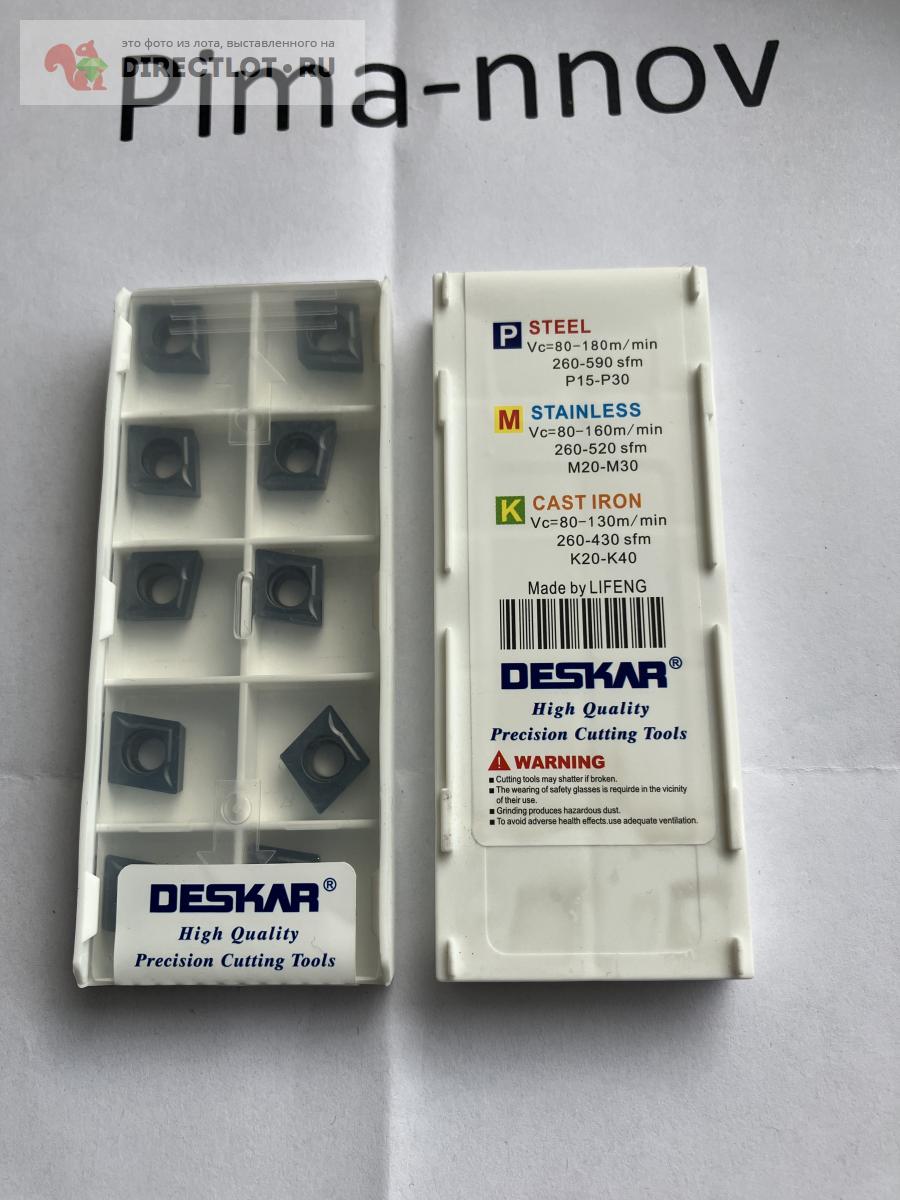 это фото из лота, выставленного на
DIRECTLOT.RU
Pima-nnov
P STEEL
Vc=80-180m/min
260-590 sfm
P15-P30
M STAINLESS
Vc=80-160m/min
260-520 sfm
M20-M30
K CAST IRON
Vc=80-130m/min
260-430 sfm
K20-K40
Made by LIFENG
DESKAR®
High Quality
Precision Cutting Tools
WARNING
■ Cutting tools may shatter if broken.
■ The wearing of safety glasses is requirde in the vicinity
of their use.
■ Grinding produces hazardous dust.
■ To avoid adverse health effects.use adequate ventilation.
DESKAR®
High Quality
Precision Cutting Tools